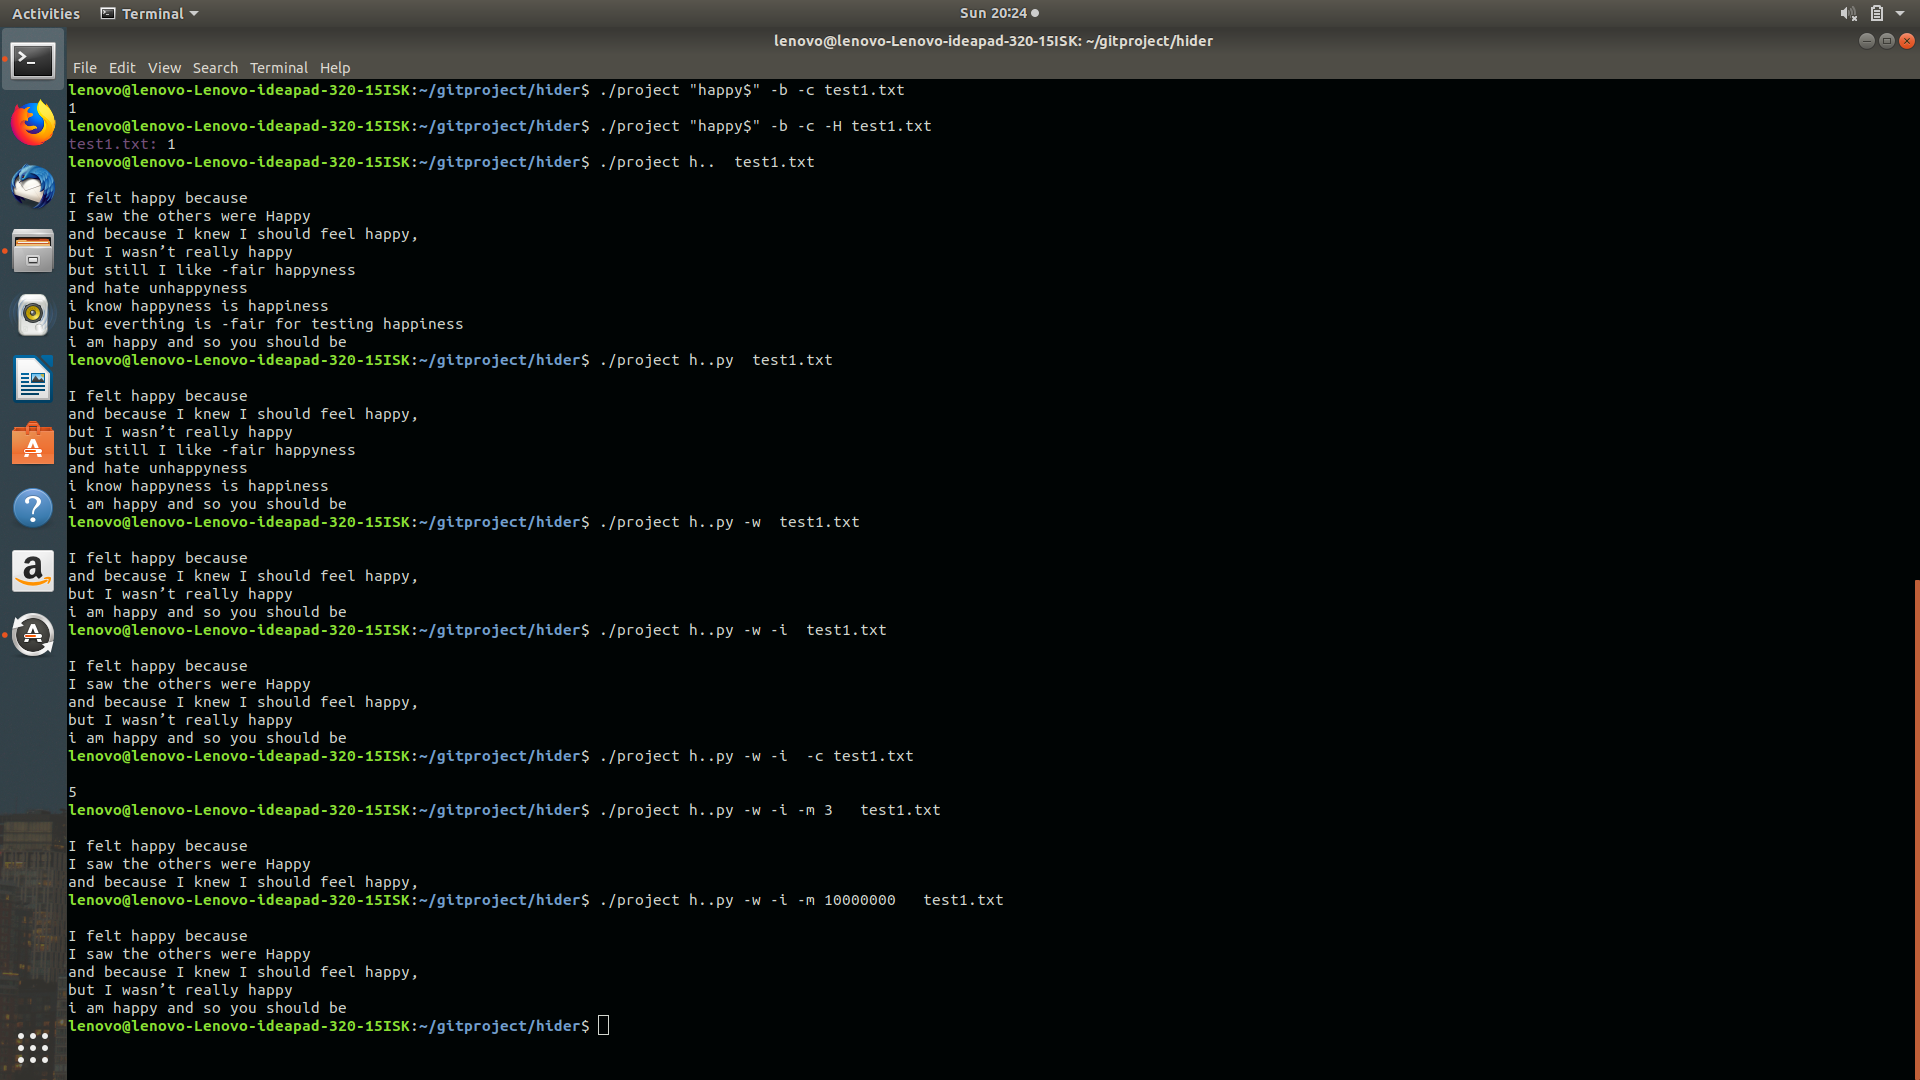 Activities Terminal Sun 20:24
lenovo@lenovo-Lenovo-ideapad-320-15ISK: ~/gitproject/hider
File Edit View Search Terminal Help
lenovo@lenovo-Lenovo-ideapad-320-15ISK:~/gitproject/hider$ ./project "happy$" -b -c test1.txt
1
lenovo@lenovo-Lenovo-ideapad-320-15ISK:~/gitproject/hider$ ./project "happy$" -b -c -H test1.txt
test1.txt: 1
lenovo@lenovo-Lenovo-ideapad-320-15ISK:~/gitproject/hider$ ./project h..  test1.txt
I felt happy because
I saw the others were Happy
and because I knew I should feel happy,
but I wasn’t really happy
but still I like -fair happyness
and hate unhappyness
i know happyness is happiness
but everthing is -fair for testing happiness
i am happy and so you should be
lenovo@lenovo-Lenovo-ideapad-320-15ISK:~/gitproject/hider$ ./project h..py  test1.txt
I felt happy because
and because I knew I should feel happy,
but I wasn’t really happy
but still I like -fair happyness
and hate unhappyness
i know happyness is happiness
i am happy and so you should be
lenovo@lenovo-Lenovo-ideapad-320-15ISK:~/gitproject/hider$ ./project h..py -w  test1.txt
I felt happy because
and because I knew I should feel happy,
but I wasn’t really happy
i am happy and so you should be
lenovo@lenovo-Lenovo-ideapad-320-15ISK:~/gitproject/hider$ ./project h..py -w -i  test1.txt
I felt happy because
I saw the others were Happy
and because I knew I should feel happy,
but I wasn’t really happy
i am happy and so you should be
lenovo@lenovo-Lenovo-ideapad-320-15ISK:~/gitproject/hider$ ./project h..py -w -i  -c test1.txt
5
lenovo@lenovo-Lenovo-ideapad-320-15ISK:~/gitproject/hider$ ./project h..py -w -i -m 3   test1.txt
I felt happy because
I saw the others were Happy
and because I knew I should feel happy,
lenovo@lenovo-Lenovo-ideapad-320-15ISK:~/gitproject/hider$ ./project h..py -w -i -m 10000000   test1.txt
I felt happy because
I saw the others were Happy
and because I knew I should feel happy,
but I wasn’t really happy
i am happy and so you should be
lenovo@lenovo-Lenovo-ideapad-320-15ISK:~/gitproject/hider$